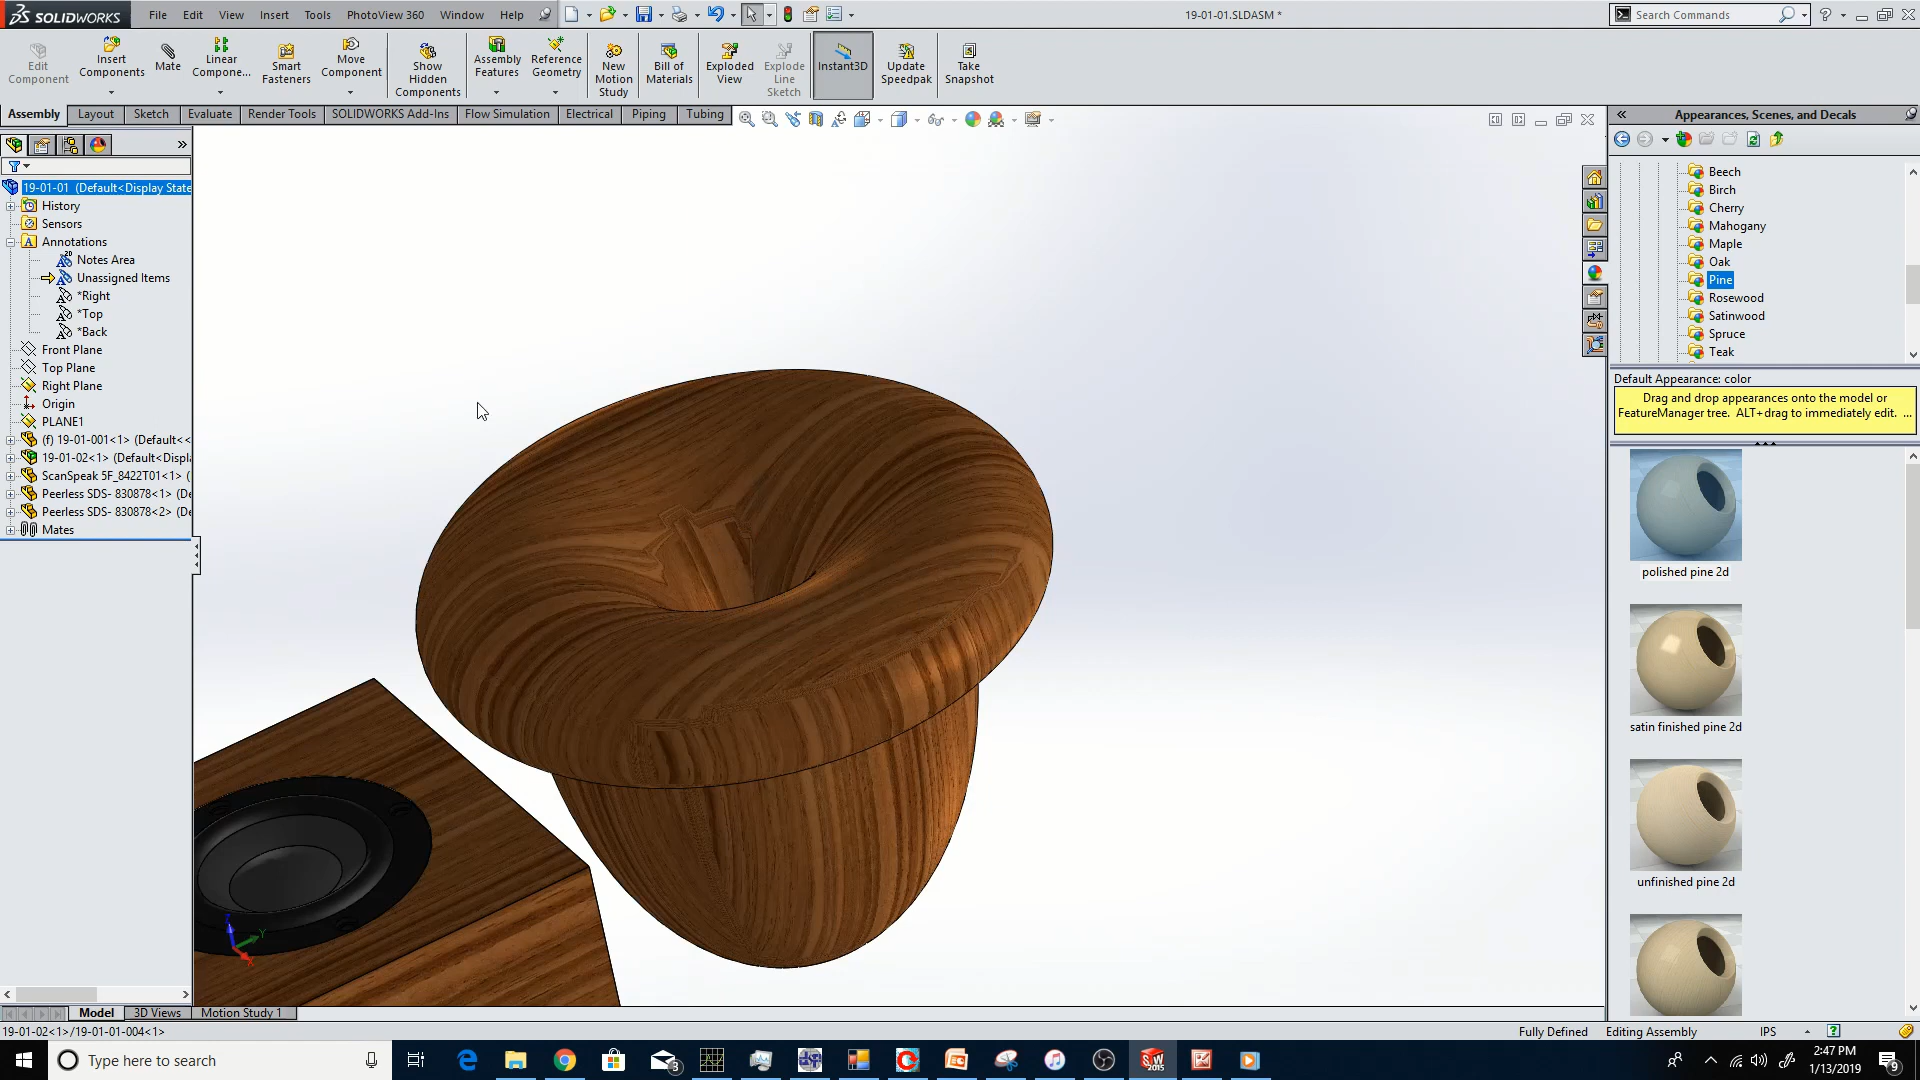 SOLIDWORKS File Edit View Insert Tools PhotoView 360 Window Help 19-01-01.SLDASM * Search Commands
Edit Component
Insert Components
Mate
Linear Compone...
Smart Fasteners
Move Component
Show Hidden Components
Assembly Features
Reference Geometry
New Motion Study
Bill of Materials
Exploded View
Explode Line Sketch
Instant3D
Update Speedpak
Take Snapshot
Assembly Layout Sketch Evaluate Render Tools SOLIDWORKS Add-Ins Flow Simulation Electrical Piping Tubing
19-01-01 (Default<Display State
History
Sensors
Annotations
Notes Area
Unassigned Items
*Right
*Top
*Back
Front Plane
Top Plane
Right Plane
Origin
PLANE1
(f) 19-01-001<1> (Default<<
19-01-02<1> (Default<Displ
ScanSpeak 5F_8422T01<1> (
Peerless SDS- 830878<1> (De
Peerless SDS- 830878<2> (De
Mates
Z
Y
X
Appearances, Scenes, and Decals
Beech
Birch
Cherry
Mahogany
Maple
Oak
Pine
Rosewood
Satinwood
Spruce
Teak
Default Appearance: color
Drag and drop appearances onto the model or
FeatureManager tree. ALT+drag to immediately edit. ...
polished pine 2d
satin finished pine 2d
unfinished pine 2d
Model 3D Views Motion Study 1
19-01-02<1>/19-01-01-004<1> Fully Defined Editing Assembly IPS
Type here to search
3
SW
2015
2:47 PM
1/13/2019
9